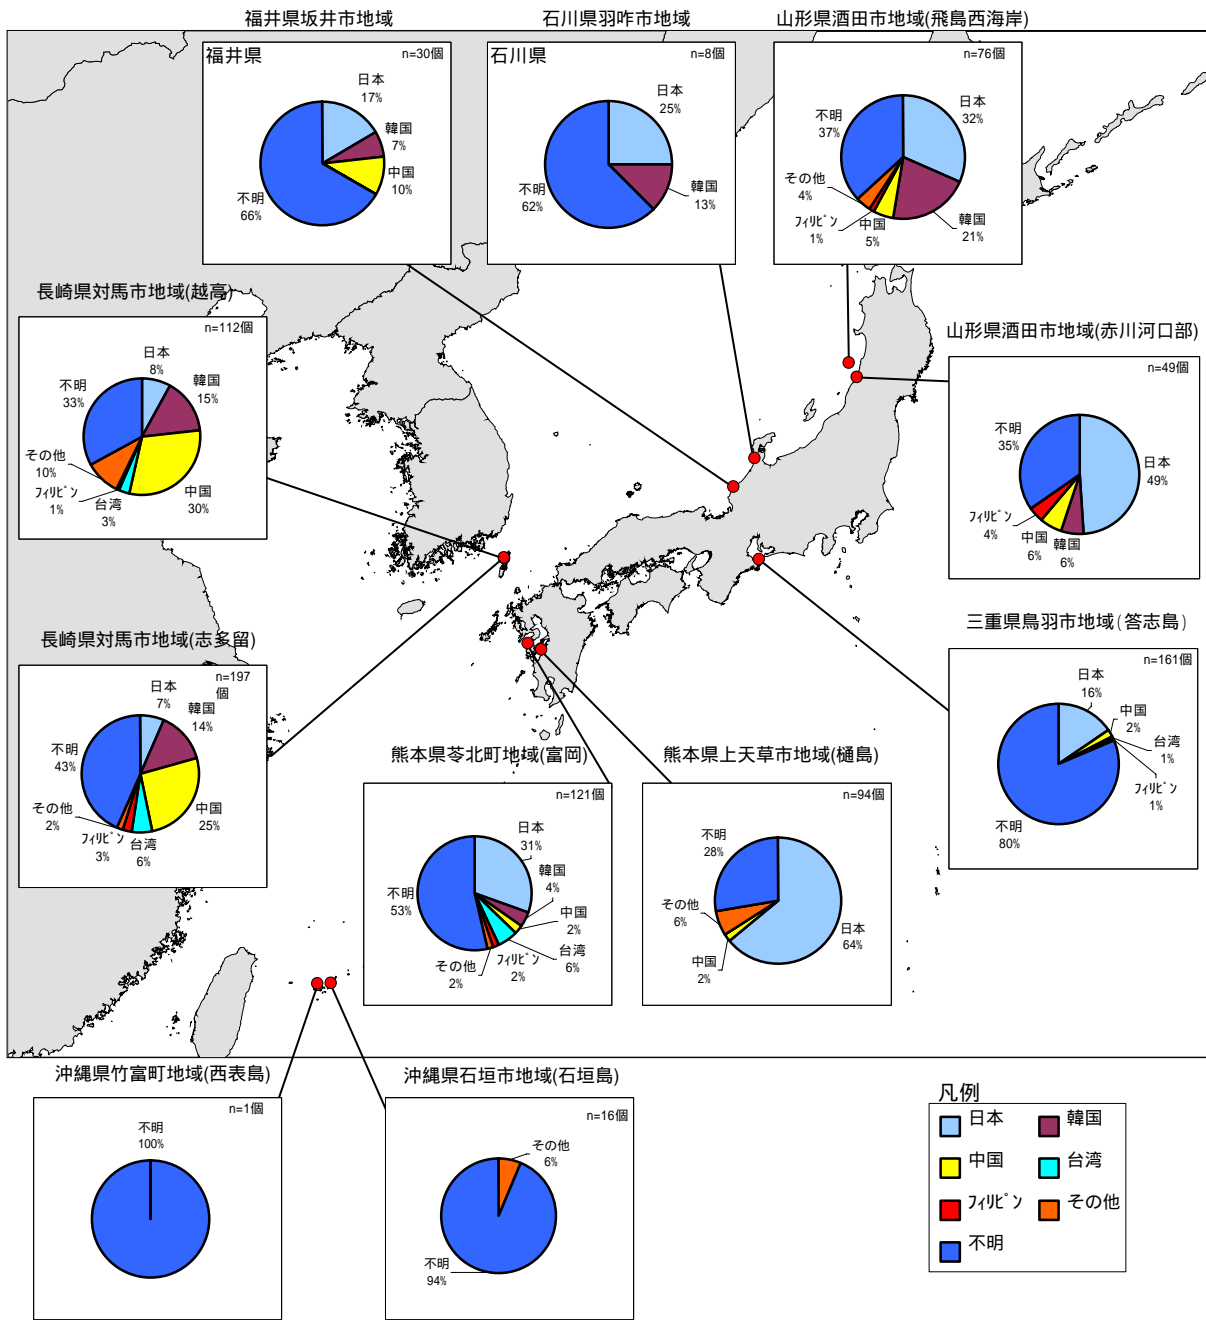 福井県坂井市地域
石川県羽咋市地域
山形県酒田市地域(飛島西海岸)
福井県
n=30個
日本
17%
韓国
7%
中国
10%
不明
66%
石川県
n=8個
日本
25%
韓国
13%
不明
62%
n=76個
日本
32%
韓国
21%
中国
5%
フィリピン
1%
その他
4%
不明
37%
長崎県対馬市地域(越高)
n=112個
日本
8%
韓国
15%
中国
30%
台湾
3%
フィリピン
1%
その他
10%
不明
33%
山形県酒田市地域(赤川河口部)
n=49個
日本
49%
韓国
6%
中国
6%
フィリピン
4%
不明
35%
長崎県対馬市地域(志多留)
n=197
個
日本
7%
韓国
14%
中国
25%
台湾
6%
フィリピン
3%
その他
2%
不明
43%
三重県鳥羽市地域(答志島)
n=161個
日本
16%
中国
2%
台湾
1%
フィリピン
1%
不明
80%
熊本県苓北町地域(富岡)
n=121個
日本
31%
韓国
4%
中国
2%
台湾
6%
フィリピン
2%
その他
2%
不明
53%
熊本県上天草市地域(樋島)
n=94個
日本
64%
中国
2%
その他
6%
不明
28%
沖縄県竹富町地域(西表島)
n=1個
不明
100%
沖縄県石垣市地域(石垣島)
n=16個
その他
6%
不明
94%
凡例
日本
韓国
中国
台湾
フィリピン
その他
不明